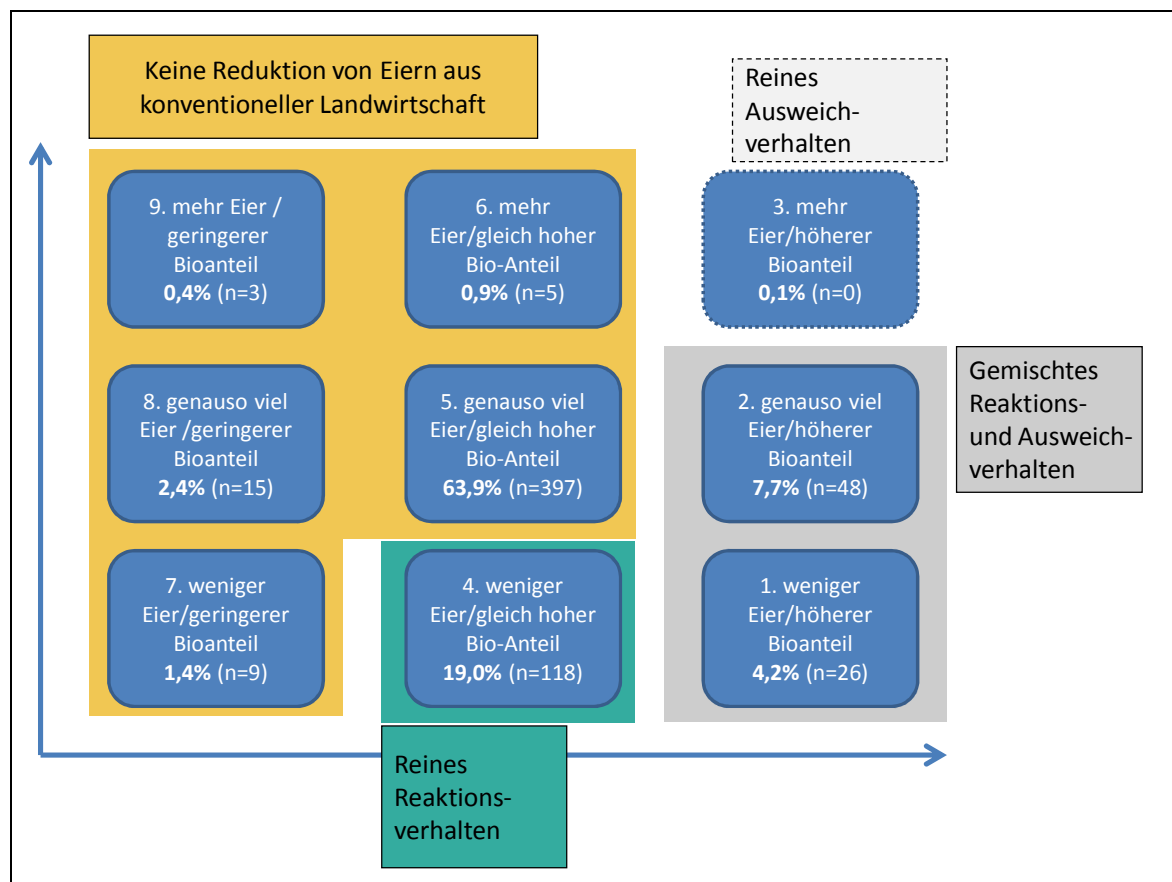 Keine Reduktion von Eiern aus
konventioneller Landwirtschaft
Reines
Ausweich-
verhalten
9. mehr Eier /
geringerer
Bioanteil
0,4% (n=3)
6. mehr
Eier/gleich hoher
Bio-Anteil
0,9% (n=5)
3. mehr
Eier/höherer
Bioanteil
0,1% (n=0)
8. genauso viel
Eier /geringerer
Bioanteil
2,4% (n=15)
5. genauso viel
Eier/gleich hoher
Bio-Anteil
63,9% (n=397)
2. genauso viel
Eier/höherer
Bioanteil
7,7% (n=48)
Gemischtes
Reaktions-
und Ausweich-
verhalten
7. weniger
Eier/geringerer
Bioanteil
1,4% (n=9)
4. weniger
Eier/gleich hoher
Bio-Anteil
19,0% (n=118)
1. weniger
Eier/höherer
Bioanteil
4,2% (n=26)
Reines
Reaktions-
verhalten